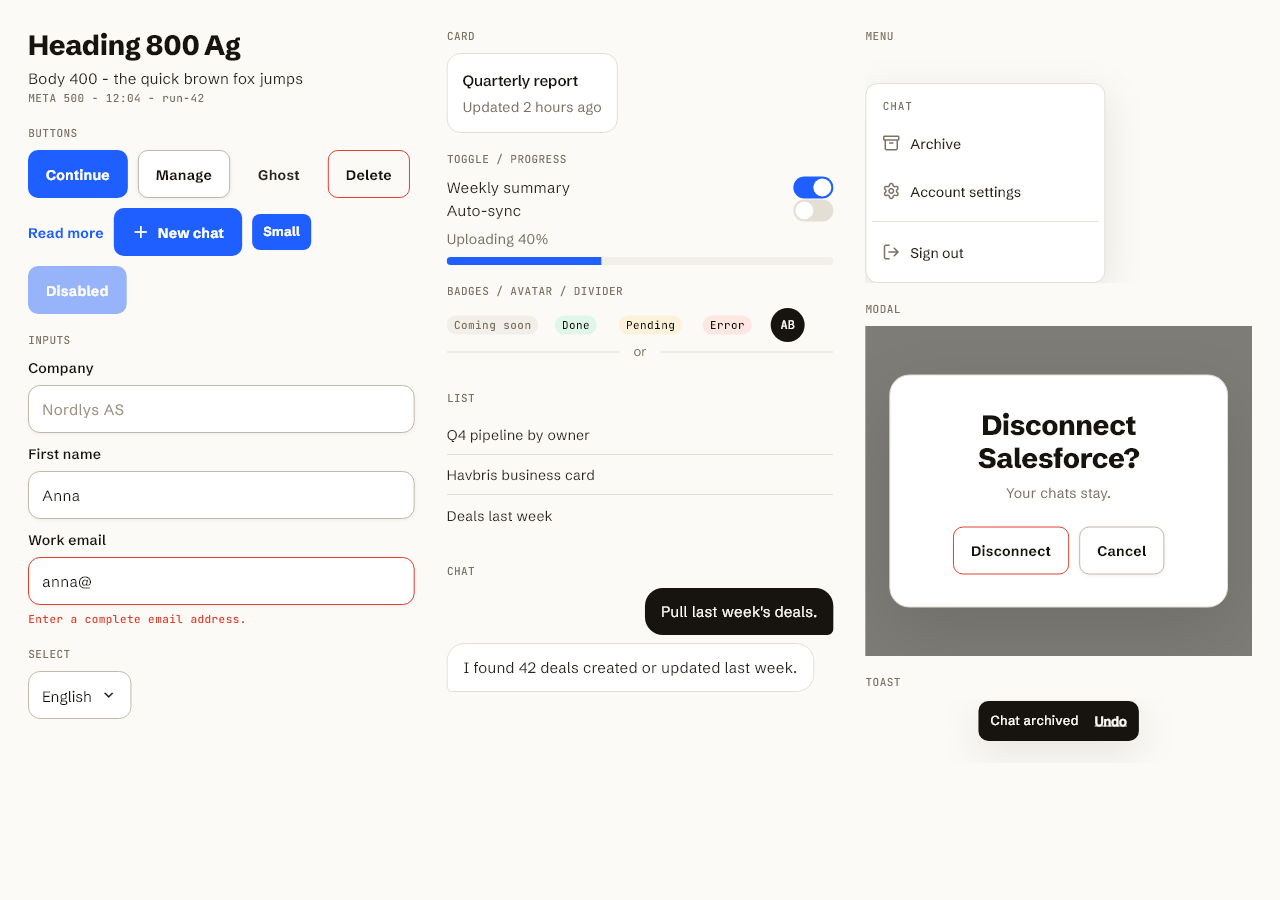 Heading 800 Ag
Body 400 - the quick brown fox jumps
META 500 - 12:04 - run-42
BUTTONS
Continue
Manage
Ghost
Delete
Read more
New chat
Small
Disabled
INPUTS
Company
Nordlys AS
First name
Anna
Work email
anna@
Enter a complete email address.
SELECT
English
CARD
Quarterly report
Updated 2 hours ago
TOGGLE / PROGRESS
Weekly summary
Auto-sync
Uploading 40%
BADGES / AVATAR / DIVIDER
Coming soon
Done
Pending
Error
AB
or
LIST
Q4 pipeline by owner
Havbris business card
Deals last week
CHAT
Pull last week's deals.
I found 42 deals created or updated last week.
MENU
CHAT
Archive
Account settings
Sign out
MODAL
Disconnect
Salesforce?
Your chats stay.
Disconnect
Cancel
TOAST
Chat archived
Undo